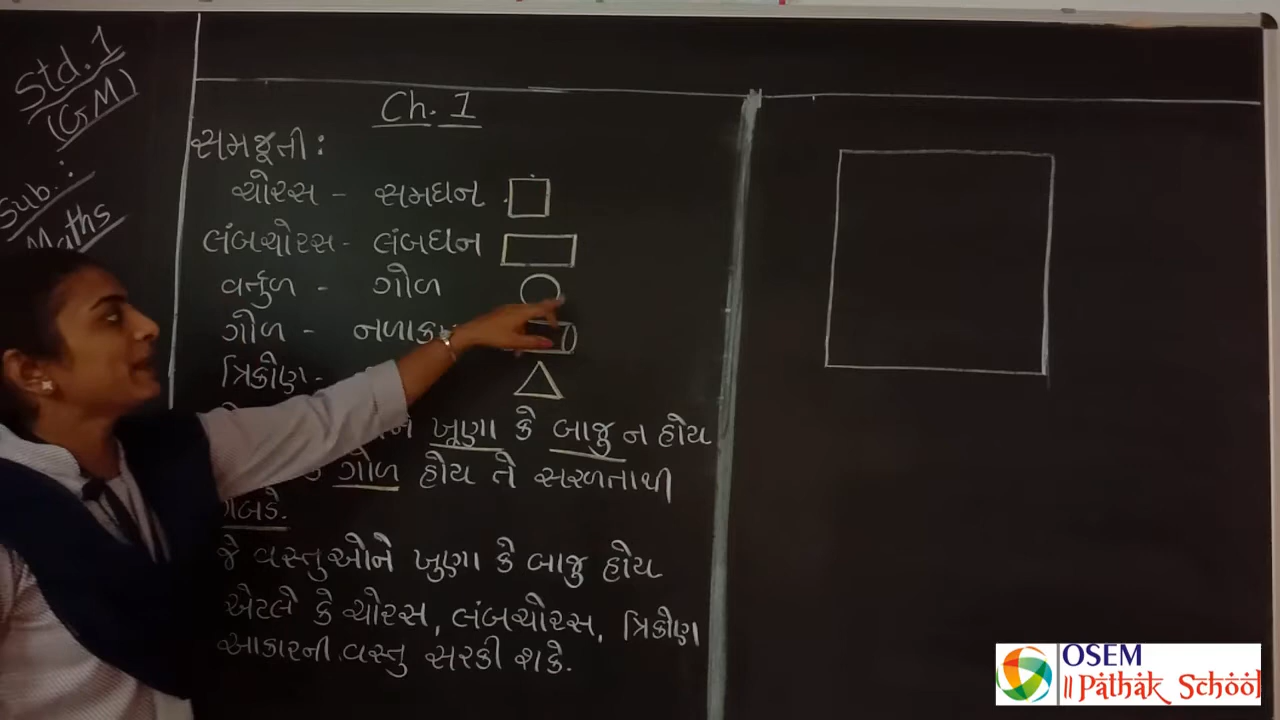 Std. 1
(GM)
Sub. :
Maths
Ch. 1
સમજૂતી :
ચોરસ - સમઘન
લંબચોરસ - લંબઘન
વર્તુળ - ગોળ
ગોળ -
ત્રિકોણ -
ખૂણા કે બાજુ ન હોય
ગોળ હોય તે સરળતાથી
જે વસ્તુઓને ખુણા કે બાજુ હોય
એટલે કે ચોરસ, લંબચોરસ, ત્રિકોણ
આકારની વસ્તુ સરકી શકે.
OSEM
॥ Pathak School